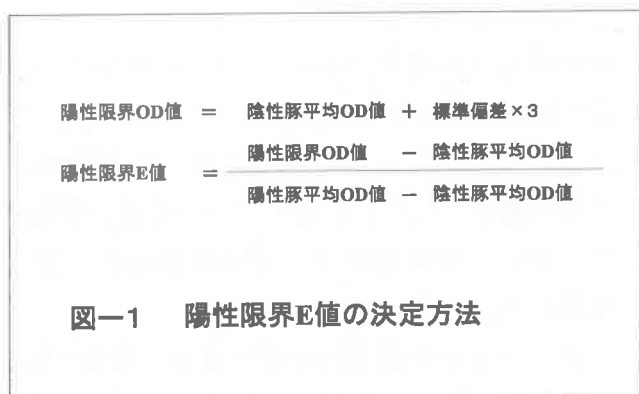 陽性限界OD値 = 陰性豚平均OD値 + 標準偏差×3
陽性限界OD値 − 陰性豚平均OD値
陽性限界E値 =
陽性豚平均OD値 − 陰性豚平均OD値
図ー1 陽性限界E値の決定方法